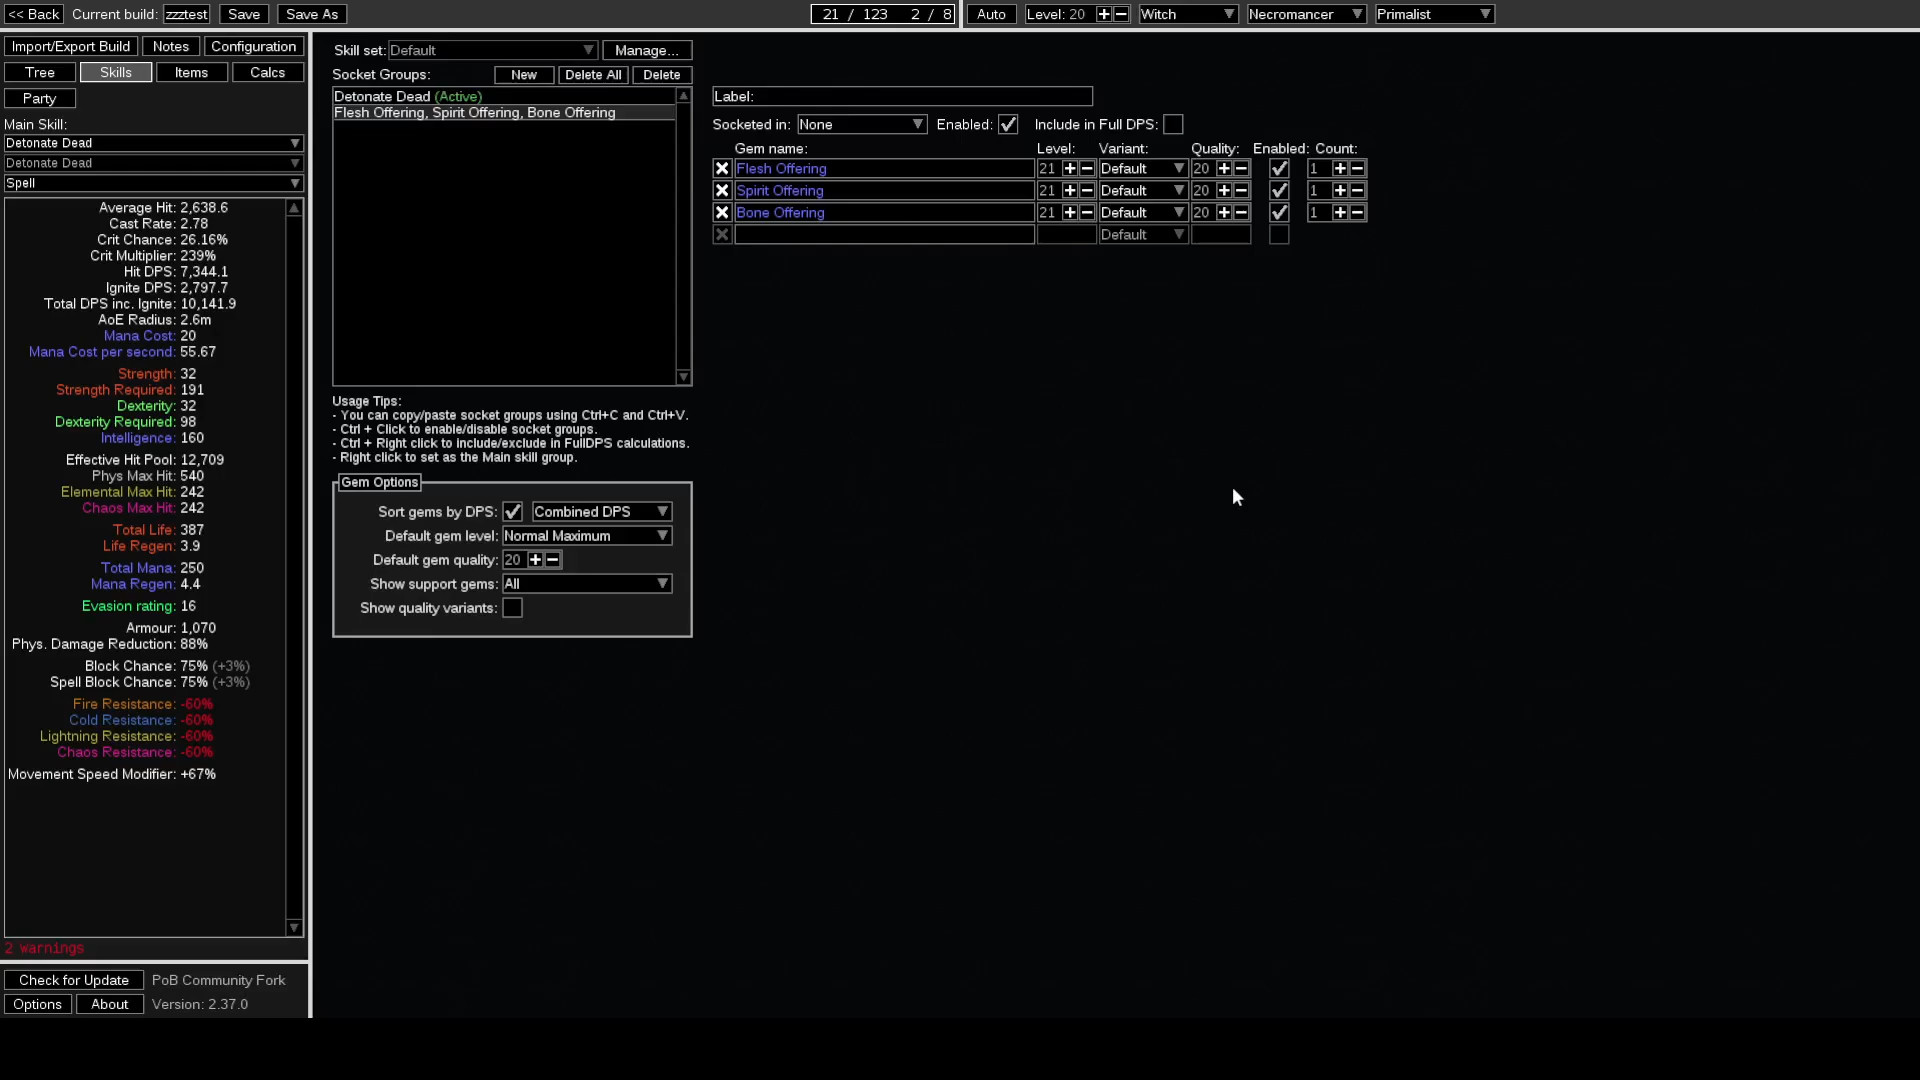 << Back Current build: zzztest Save Save As 21 / 123 2 / 8 Auto Level: 20 Witch Necromancer Primalist
Import/Export Build Notes Configuration
Tree Skills Items Calcs
Party
Main Skill:
Detonate Dead
Detonate Dead
Spell
Average Hit: 2,638.6
Cast Rate: 2.78
Crit Chance: 26.16%
Crit Multiplier: 239%
Hit DPS: 7,344.1
Ignite DPS: 2,797.7
Total DPS inc. Ignite: 10,141.9
AoE Radius: 2.6m
Mana Cost: 20
Mana Cost per second: 55.67
Strength: 32
Strength Required: 191
Dexterity: 32
Dexterity Required: 98
Intelligence: 160
Effective Hit Pool: 12,709
Phys Max Hit: 540
Elemental Max Hit: 242
Chaos Max Hit: 242
Total Life: 387
Life Regen: 3.9
Total Mana: 250
Mana Regen: 4.4
Evasion rating: 16
Armour: 1,070
Phys. Damage Reduction: 88%
Block Chance: 75% (+3%)
Spell Block Chance: 75% (+3%)
Fire Resistance: -60%
Cold Resistance: -60%
Lightning Resistance: -60%
Chaos Resistance: -60%
Movement Speed Modifier: +67%
2 warnings
Check for Update PoB Community Fork
Options About Version: 2.37.0
Skill set: Default Manage...
Socket Groups: New Delete All Delete
Detonate Dead (Active)
Flesh Offering, Spirit Offering, Bone Offering
Usage Tips:
- You can copy/paste socket groups using Ctrl+C and Ctrl+V.
- Ctrl + Click to enable/disable socket groups.
- Ctrl + Right click to include/exclude in FullDPS calculations.
- Right click to set as the Main skill group.
Gem Options
Sort gems by DPS: Combined DPS
Default gem level: Normal Maximum
Default gem quality: 20
Show support gems: All
Show quality variants:
Label:
Socketed in: None Enabled: Include in Full DPS:
Gem name: Level: Variant: Quality: Enabled: Count:
Flesh Offering 21 Default 20 1
Spirit Offering 21 Default 20 1
Bone Offering 21 Default 20 1
Default